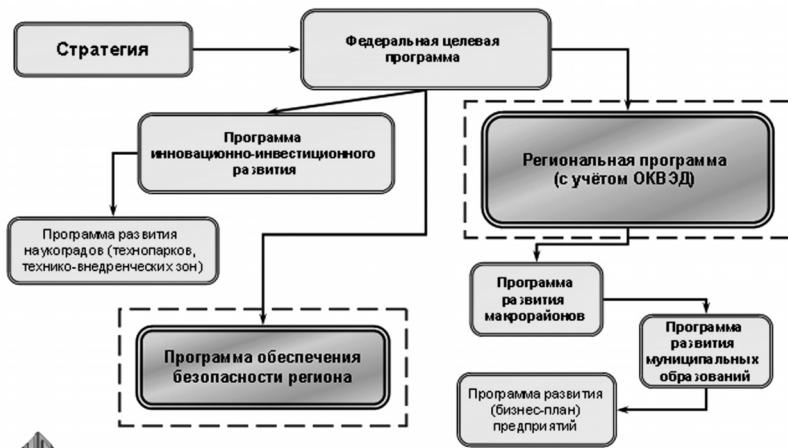 Стратегия
Федеральная целевая
программа
Программа
инновационно-инвестиционного
развития
Региональная программа
(с учётом ОКВЭД)
Программа развития
наукоградов (технопарков,
технико-внедренческих зон)
Программа
развития
макрорайонов
Программа обеспечения
безопасности региона
Программа
развития
муниципальных
образований
Программа развития
(бизнес-план)
предприятий